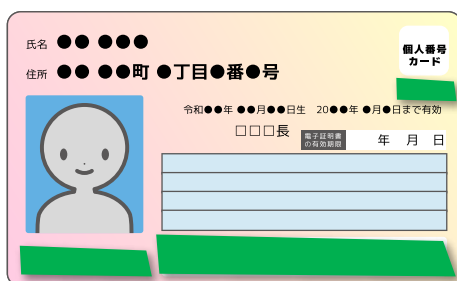 氏名 ●● ●●●
個人番号
カード
住所 ●● ●●町 ●丁目●番●号
令和●●年 ●●月●●日生 20●●年 ●月●日まで有効
□□□長
電子証明書
の有効期限
年 月 日